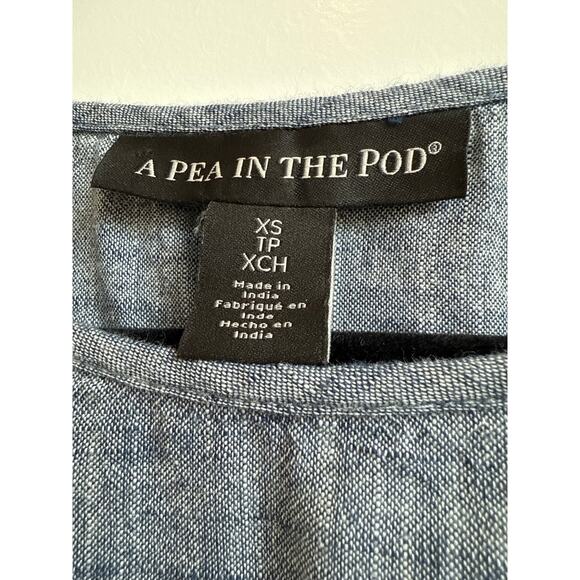 A PEA IN THE POD®
XS
TP
XCH
Made in
India
Fabriqué en
Inde
Hecho en
India